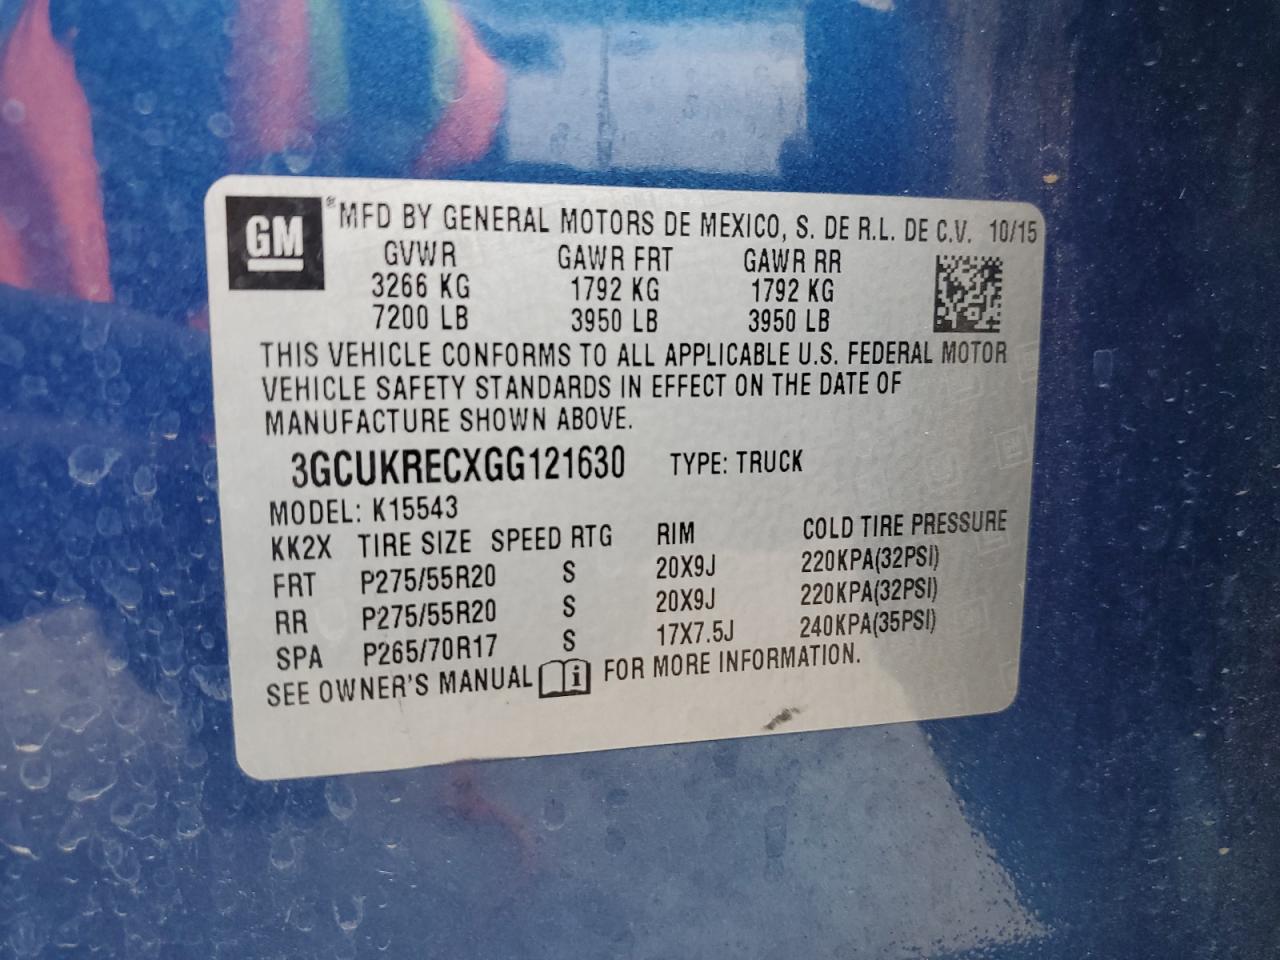 GM ® MFD BY GENERAL MOTORS DE MEXICO, S. DE R.L. DE C.V. 10/15
GVWR GAWR FRT GAWR RR
3266 KG 1792 KG 1792 KG
7200 LB 3950 LB 3950 LB
THIS VEHICLE CONFORMS TO ALL APPLICABLE U.S. FEDERAL MOTOR
VEHICLE SAFETY STANDARDS IN EFFECT ON THE DATE OF
MANUFACTURE SHOWN ABOVE.
3GCUKRECXGG121630 TYPE: TRUCK
MODEL: K15543
KK2X TIRE SIZE SPEED RTG RIM COLD TIRE PRESSURE
FRT P275/55R20 S 20X9J 220KPA(32PSI)
RR P275/55R20 S 20X9J 220KPA(32PSI)
SPA P265/70R17 S 17X7.5J 240KPA(35PSI)
SEE OWNER'S MANUAL i FOR MORE INFORMATION.